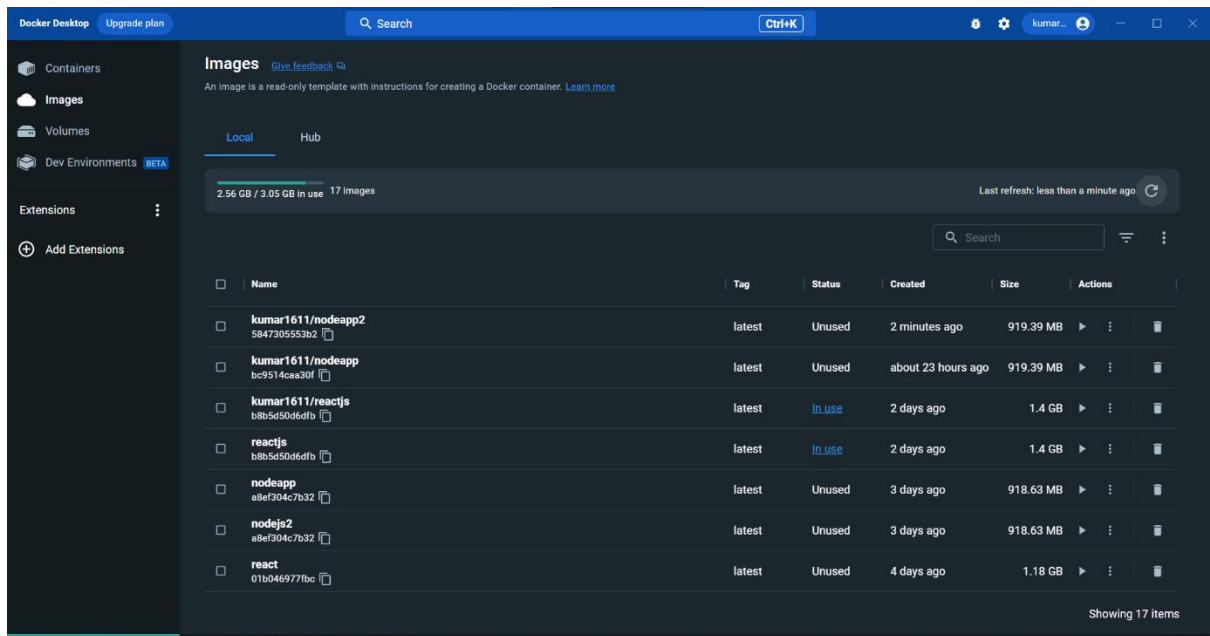 Docker Desktop Upgrade plan Search Ctrl+K kumar...
Containers
Images
Volumes
Dev Environments BETA
Extensions
Add Extensions
Images Give feedback
An image is a read-only template with instructions for creating a Docker container. Learn more
Local Hub
2.56 GB / 3.05 GB in use 17 images Last refresh: less than a minute ago
Search
Name Tag Status Created Size Actions
kumar1611/nodeapp2
5847305553b2
latest Unused 2 minutes ago 919.39 MB
kumar1611/nodeapp
bc9514caa30f
latest Unused about 23 hours ago 919.39 MB
kumar1611/reactjs
b8b5d50d6dfb
latest In use 2 days ago 1.4 GB
reactjs
b8b5d50d6dfb
latest In use 2 days ago 1.4 GB
nodeapp
a8ef304c7b32
latest Unused 3 days ago 918.63 MB
nodejs2
a8ef304c7b32
latest Unused 3 days ago 918.63 MB
react
01b046977fbc
latest Unused 4 days ago 1.18 GB
Showing 17 items